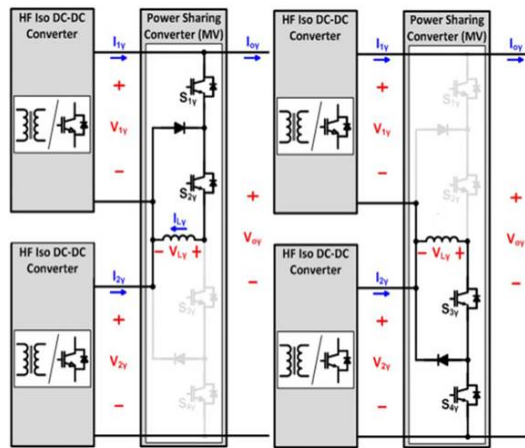 HF Iso DC-DC
Converter
I1y
+
V1y
−
Power Sharing
Converter (MV)
S1y
S2y
ILy
− VLy +
S3y
S4y
Ioy
+
Voy
−
HF Iso DC-DC
Converter
I2y
+
V2y
−
HF Iso DC-DC
Converter
I1y
+
V1y
−
Power Sharing
Converter (MV)
S1y
S2y
− VLy +
S3y
S4y
Ioy
+
Voy
−
HF Iso DC-DC
Converter
I2y
+
V2y
−